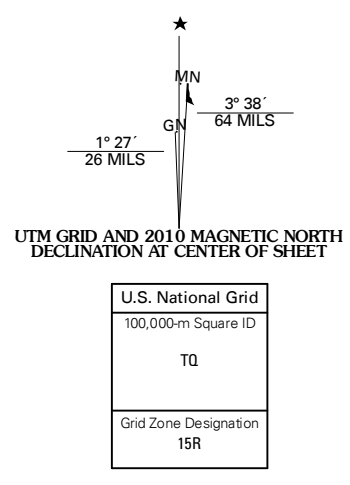 MN
3° 38´
64 MILS
GN
1° 27´
26 MILS
UTM GRID AND 2010 MAGNETIC NORTH
DECLINATION AT CENTER OF SHEET
U.S. National Grid
100,000-m Square ID
TQ
Grid Zone Designation
15R